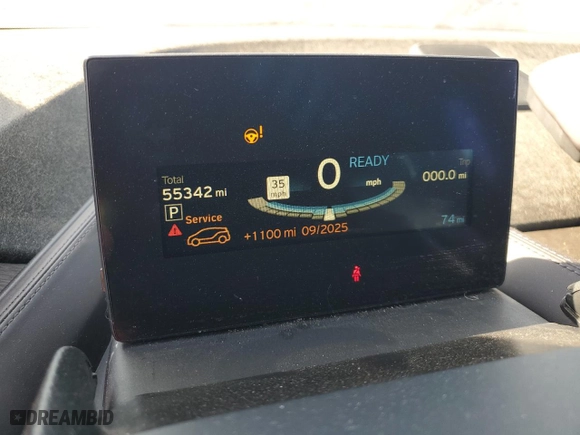 !
READY
0
mph
Total
55342 mi
35
mph
Trip
000.0 mi
P
Service
+1100 mi 09/2025
74 mi
DREAMBID